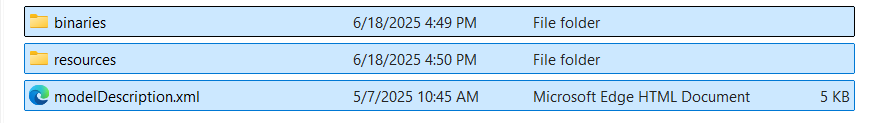 binaries 6/18/2025 4:49 PM File folder
resources 6/18/2025 4:50 PM File folder
modelDescription.xml 5/7/2025 10:45 AM Microsoft Edge HTML Document 5 KB